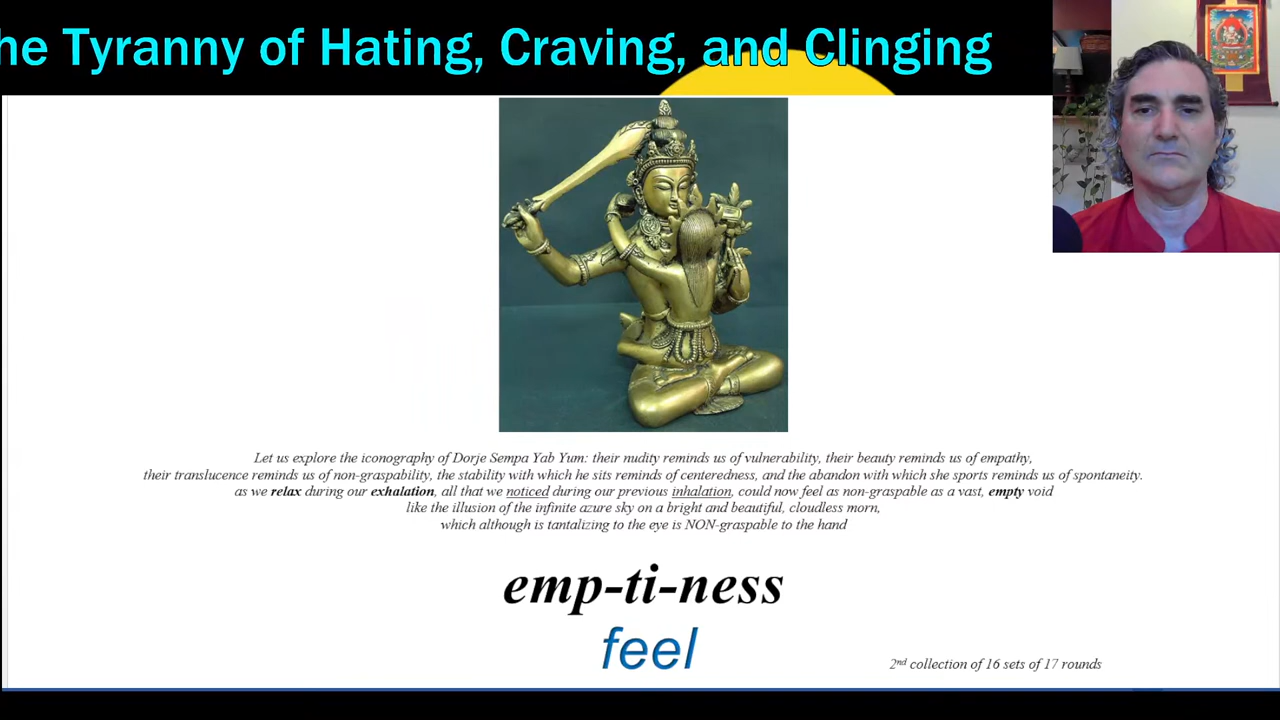 he Tyranny of Hating, Craving, and Clinging
Let us explore the iconography of Dorje Sempa Yab Yum: their nudity reminds us of vulnerability, their beauty reminds us of empathy,
their translucence reminds us of non-graspability, the stability with which he sits reminds of centeredness, and the abandon with which she sports reminds us of spontaneity.
as we relax during our exhalation, all that we noticed during our previous inhalation, could now feel as non-graspable as a vast, empty void
like the illusion of the infinite azure sky on a bright and beautiful, cloudless morn,
which although is tantalizing to the eye is NON-graspable to the hand
emp-ti-ness
feel
2nd collection of 16 sets of 17 rounds